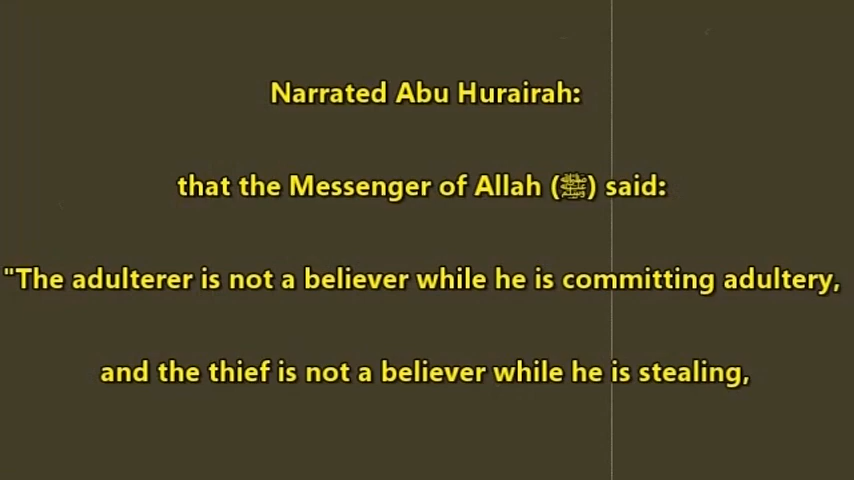 Narrated Abu Hurairah:
that the Messenger of Allah (ﷺ) said:
"The adulterer is not a believer while he is committing adultery,
and the thief is not a believer while he is stealing,